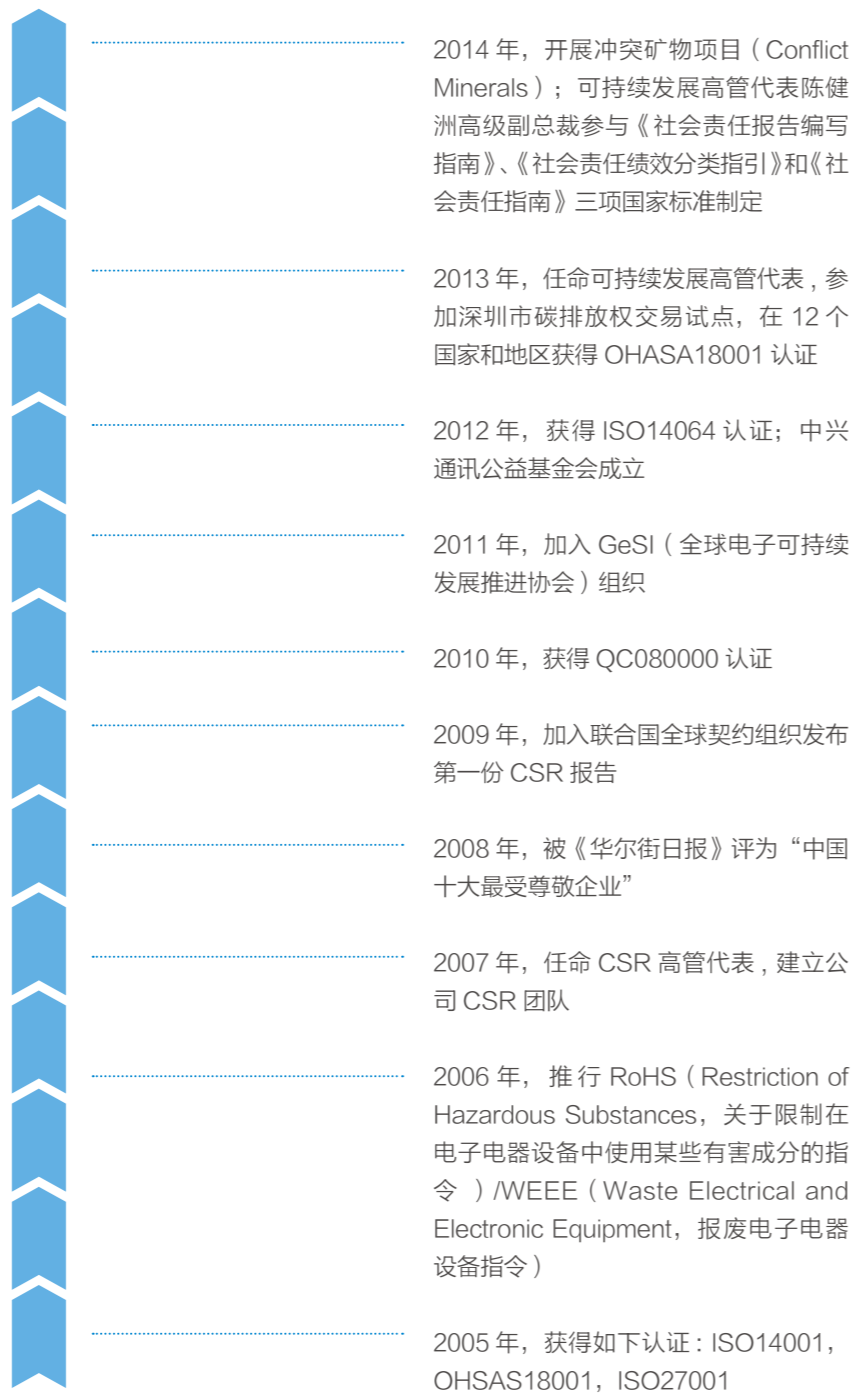 2014 年，开展冲突矿物项目（Conflict
Minerals）；可持续发展高管代表陈健
洲高级副总裁参与《社会责任报告编写
指南》、《社会责任绩效分类指引》和《社
会责任指南》三项国家标准制定
2013 年，任命可持续发展高管代表 , 参
加深圳市碳排放权交易试点，在 12 个
国家和地区获得 OHASA18001 认证
2012 年，获得 ISO14064 认证；中兴
通讯公益基金会成立
2011 年，加入 GeSI（全球电子可持续
发展推进协会）组织
2010 年，获得 QC080000 认证
2009 年，加入联合国全球契约组织发布
第一份 CSR 报告
2008 年，被《华尔街日报》评为“中国
十大最受尊敬企业”
2007 年，任命 CSR 高管代表 , 建立公
司 CSR 团队
2006 年，推行 RoHS（Restriction of
Hazardous Substances，关于限制在
电子电器设备中使用某些有害成分的指
令 ）/WEEE（Waste Electrical and
Electronic Equipment，报废电子电器
设备指令）
2005 年，获得如下认证 : ISO14001，
OHSAS18001，ISO27001